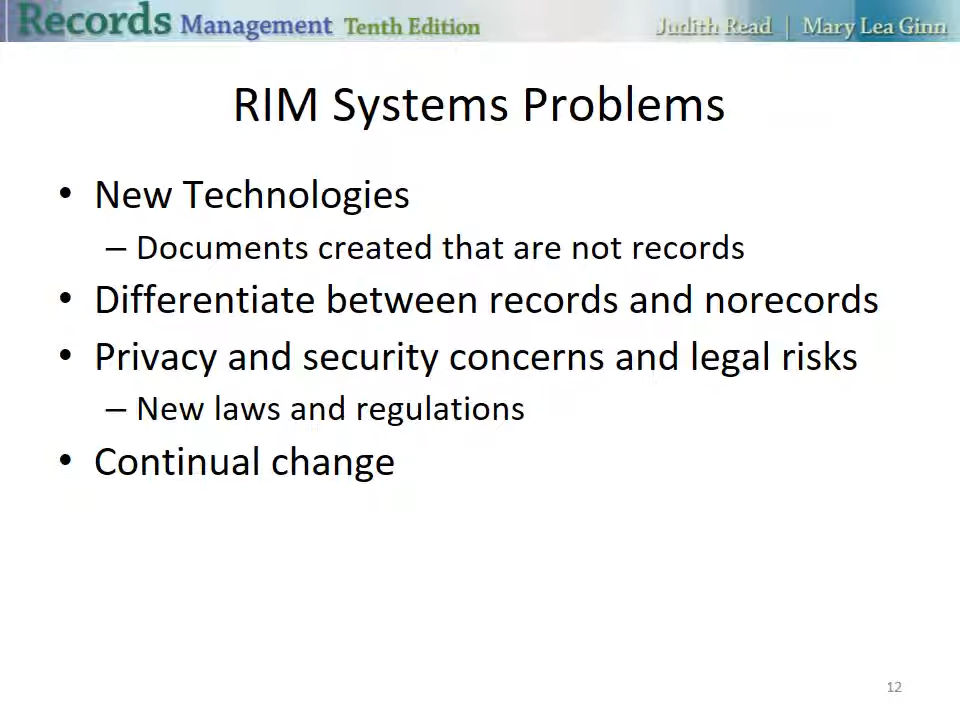 Records Management Tenth Edition Judith Read | Mary Lea Ginn
RIM Systems Problems
• New Technologies
– Documents created that are not records
• Differentiate between records and norecords
• Privacy and security concerns and legal risks
– New laws and regulations
• Continual change
12